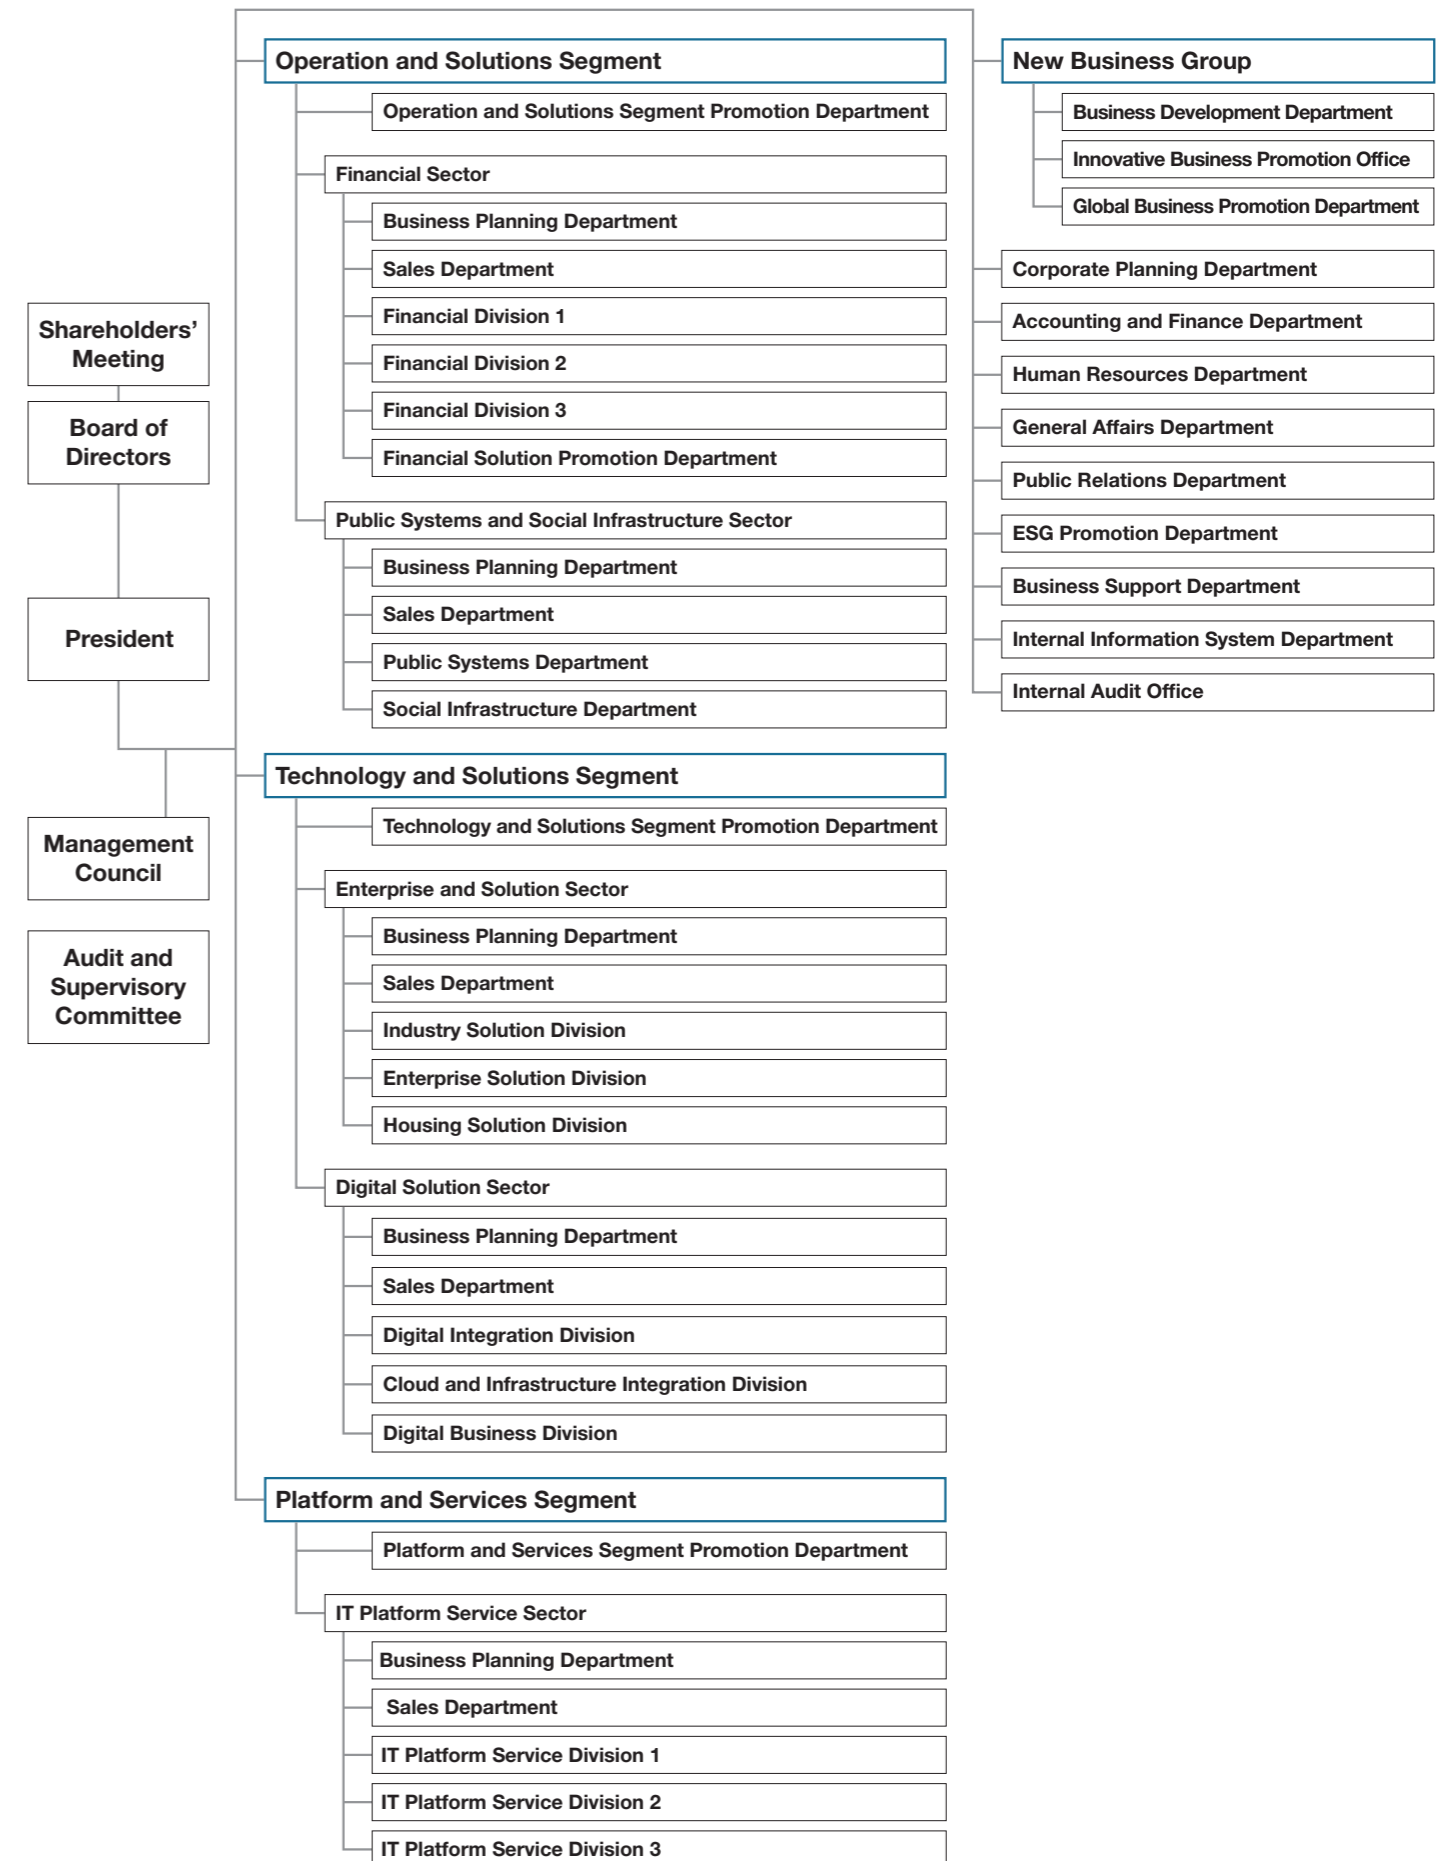 Shareholders’
Meeting
Board of
Directors
President
Management
Council
Audit and
Supervisory
Committee
Operation and Solutions Segment
Operation and Solutions Segment Promotion Department
Financial Sector
Business Planning Department
Sales Department
Financial Division 1
Financial Division 2
Financial Division 3
Financial Solution Promotion Department
Public Systems and Social Infrastructure Sector
Business Planning Department
Sales Department
Public Systems Department
Social Infrastructure Department
Technology and Solutions Segment
Technology and Solutions Segment Promotion Department
Enterprise and Solution Sector
Business Planning Department
Sales Department
Industry Solution Division
Enterprise Solution Division
Housing Solution Division
Digital Solution Sector
Business Planning Department
Sales Department
Digital Integration Division
Cloud and Infrastructure Integration Division
Digital Business Division
Platform and Services Segment
Platform and Services Segment Promotion Department
IT Platform Service Sector
Business Planning Department
Sales Department
IT Platform Service Division 1
IT Platform Service Division 2
IT Platform Service Division 3
New Business Group
Business Development Department
Innovative Business Promotion Office
Global Business Promotion Department
Corporate Planning Department
Accounting and Finance Department
Human Resources Department
General Affairs Department
Public Relations Department
ESG Promotion Department
Business Support Department
Internal Information System Department
Internal Audit Office